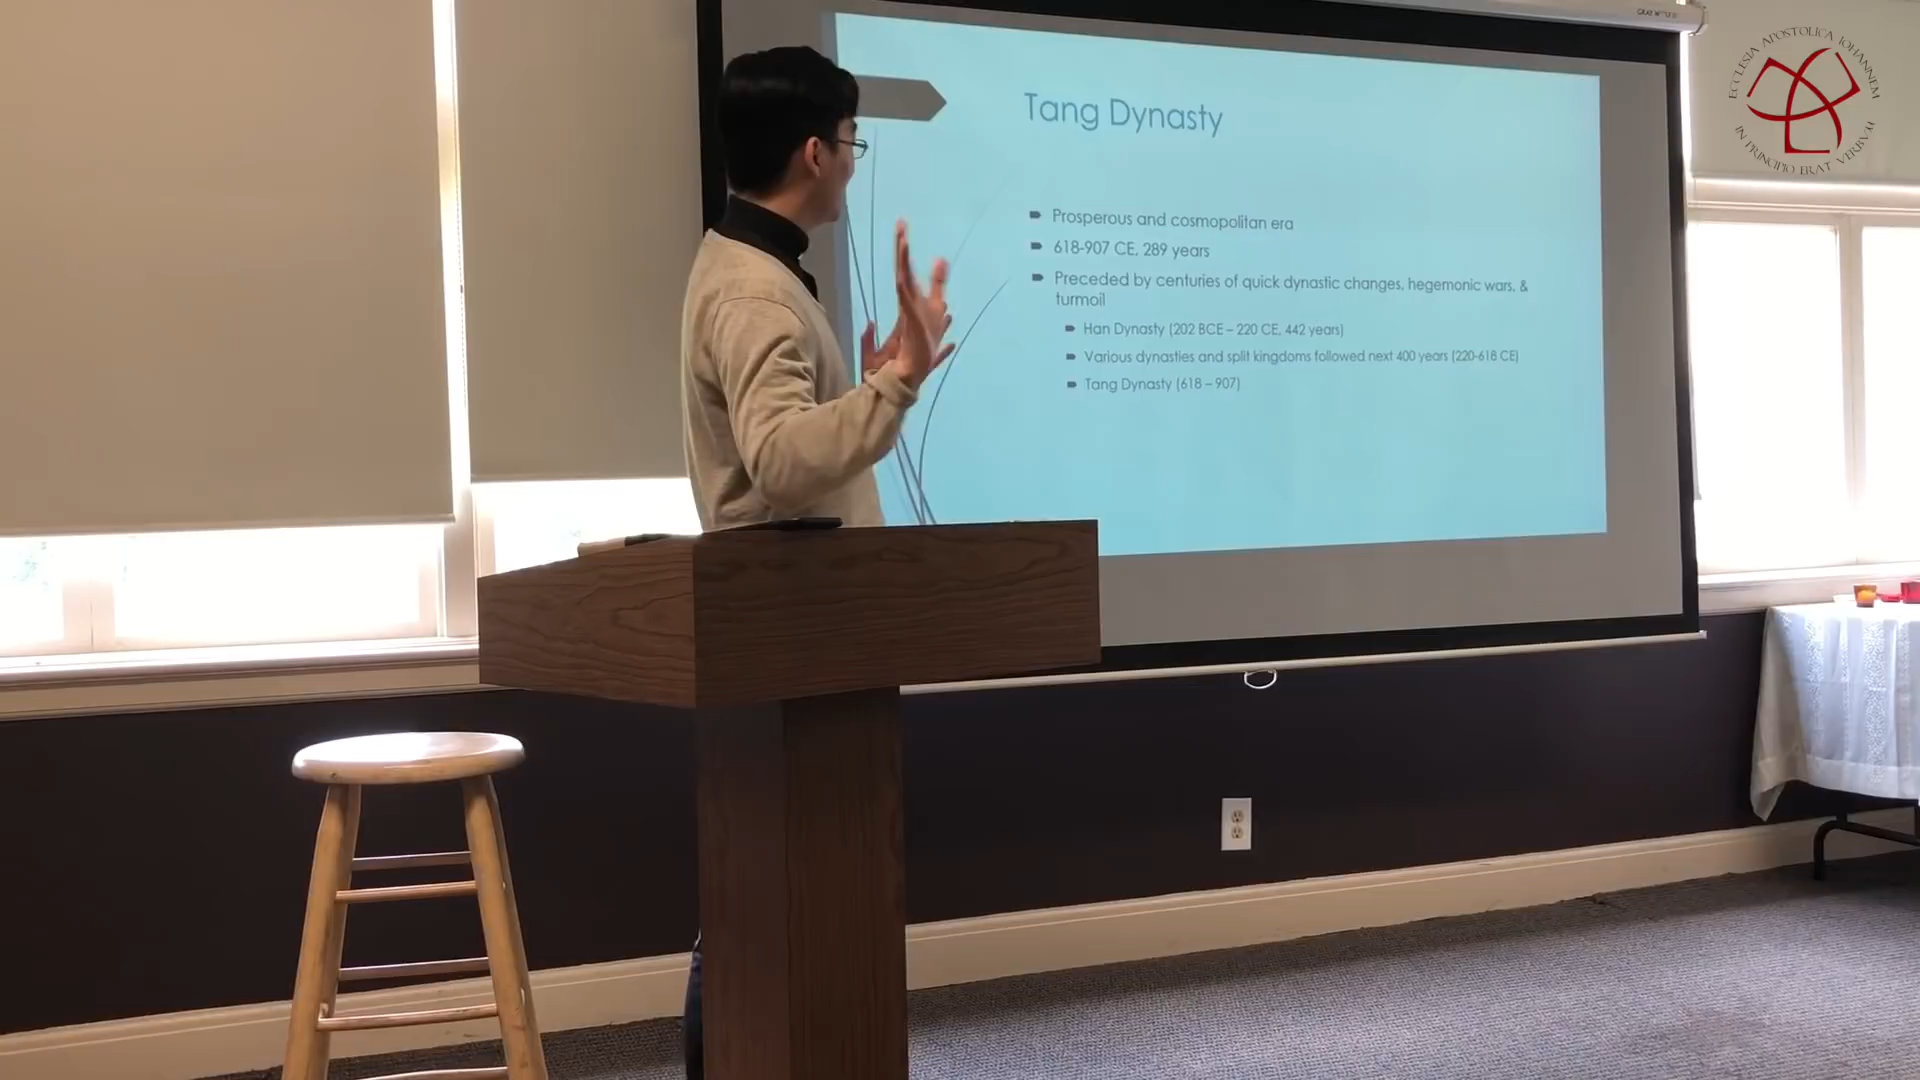 Tang Dynasty
Prosperous and cosmopolitan era
618-907 CE, 289 years
Preceded by centuries of quick dynastic changes, hegemonic wars, &
turmoil
Han Dynasty (202 BCE – 220 CE, 442 years)
Various dynasties and split kingdoms followed next 400 years (220-618 CE)
Tang Dynasty (618 – 907)
ECCLESIA APOSTOLICA IOHANNEM
IN PRINCIPIO ERAT VERBVM